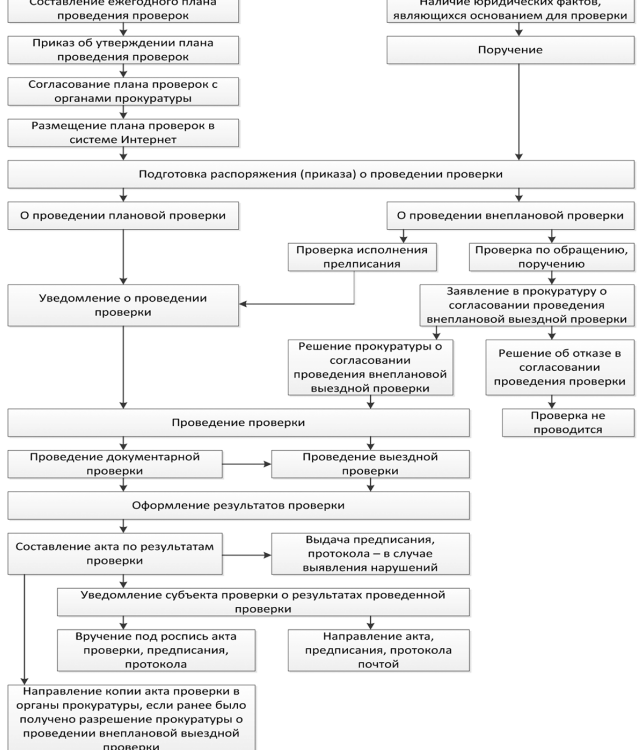 Составление ежегодного плана
проведения проверок
Наличие юридических фактов,
являющихся основанием для проверки
Приказ об утверждении плана
проведения проверок
Поручение
Согласование плана проверок с
органами прокуратуры
Размещение плана проверок в
системе Интернет
Подготовка распоряжения (приказа) о проведении проверки
О проведении плановой проверки
О проведении внеплановой проверки
Проверка исполнения
прелписания
Проверка по обращению,
поручению
Уведомление о проведении
проверки
Заявление в прокуратуру о
согласовании проведения
внеплановой выездной проверки
Решение прокуратуры о
согласовании
проведения внеплановой
выездной проверки
Решение об отказе в
согласовании
проведения проверки
Проведение проверки
Проверка не
проводится
Проведение документарной
проверки
Проведение выездной
проверки
Оформление результатов проверки
Составление акта по результатам
проверки
Выдача предписания,
протокола – в случае
выявления нарушений
Уведомление субъекта проверки о результатах проведенной
проверки
Вручение под роспись акта
проверки, предписания,
протокола
Направление акта,
предписания, протокола
почтой
Направление копии акта проверки в
органы прокуратуры, если ранее было
получено разрешение прокуратуры о
проведении внеплановой выездной
проверки